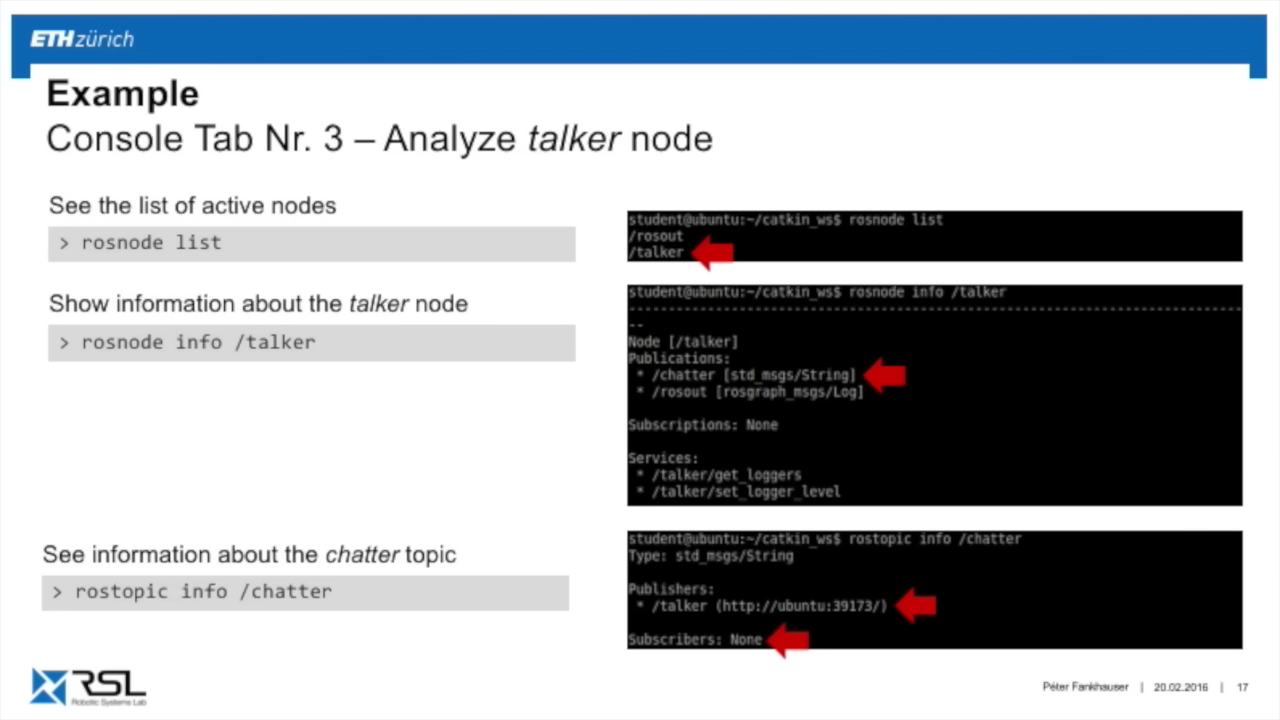 ETH zürich
Example
Console Tab Nr. 3 – Analyze talker node
See the list of active nodes
> rosnode list
student@ubuntu:~/catkin_ws$ rosnode list
/rosout
/talker
Show information about the talker node
> rosnode info /talker
student@ubuntu:~/catkin_ws$ rosnode info /talker
--------------------------------------------------------------------------------
--
Node [/talker]
Publications:
* /chatter [std_msgs/String]
* /rosout [rosgraph_msgs/Log]
Subscriptions: None
Services:
* /talker/get_loggers
* /talker/set_logger_level
See information about the chatter topic
> rostopic info /chatter
student@ubuntu:~/catkin_ws$ rostopic info /chatter
Type: std_msgs/String
Publishers:
* /talker (http://ubuntu:39173/)
Subscribers: None
RSL
Robotic Systems Lab
Péter Fankhauser | 20.02.2016 | 17